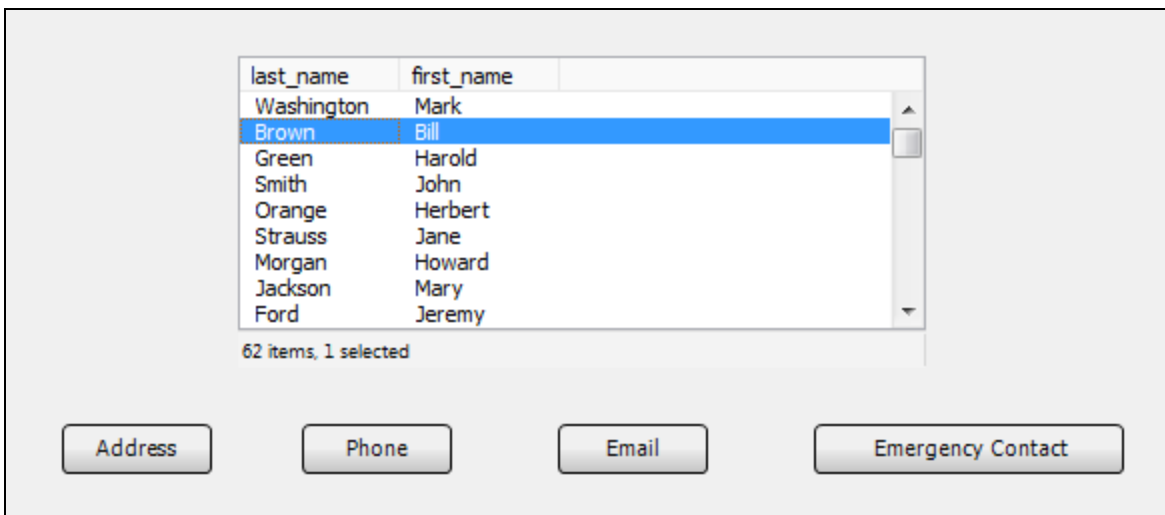 last_name first_name
Washington Mark
Brown Bill
Green Harold
Smith John
Orange Herbert
Strauss Jane
Morgan Howard
Jackson Mary
Ford Jeremy
62 items, 1 selected
Address Phone Email Emergency Contact